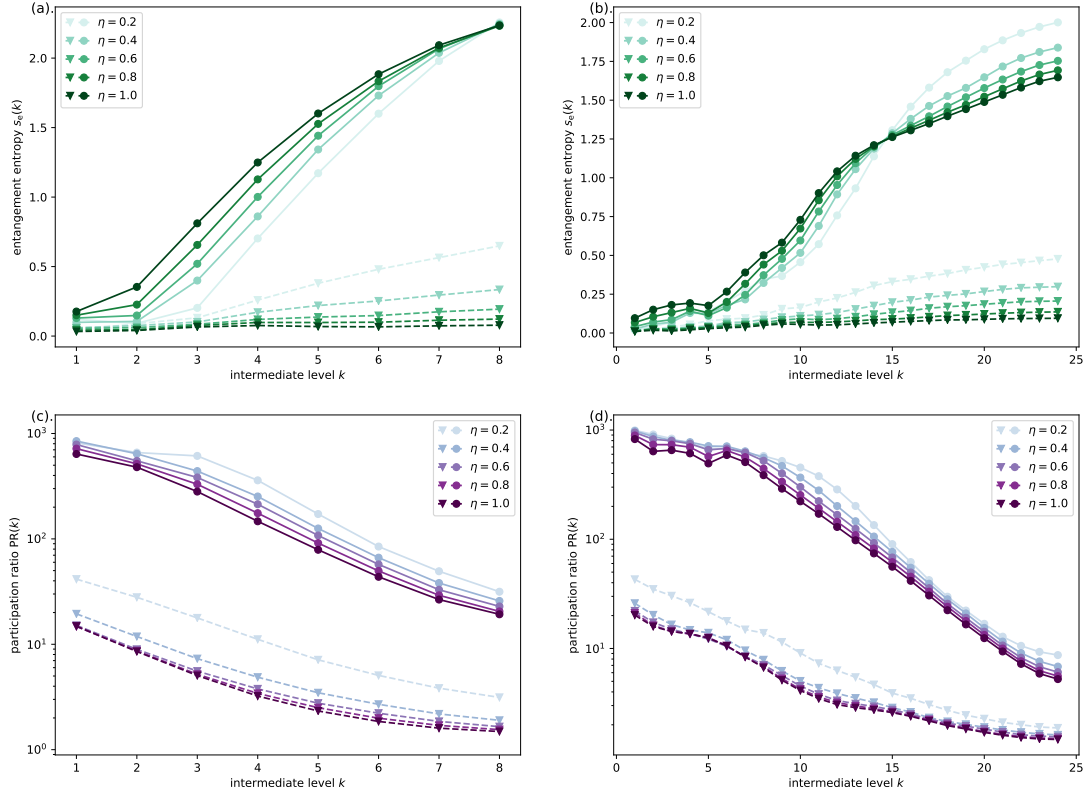 (a).
η = 0.2
η = 0.4
η = 0.6
η = 0.8
η = 1.0
entangement entropy sₑ(k)
2.0
1.5
1.0
0.5
0.0
1 2 3 4 5 6 7 8
intermediate level k
(b).
η = 0.2
η = 0.4
η = 0.6
η = 0.8
η = 1.0
entangement entropy sₑ(k)
2.00
1.75
1.50
1.25
1.00
0.75
0.50
0.25
0.00
0 5 10 15 20 25
intermediate level k
(c).
η = 0.2
η = 0.4
η = 0.6
η = 0.8
η = 1.0
participation ratio PR(k)
10³
10²
10¹
10⁰
1 2 3 4 5 6 7 8
intermediate level k
(d).
η = 0.2
η = 0.4
η = 0.6
η = 0.8
η = 1.0
participation ratio PR(k)
10³
10²
10¹
0 5 10 15 20 25
intermediate level k